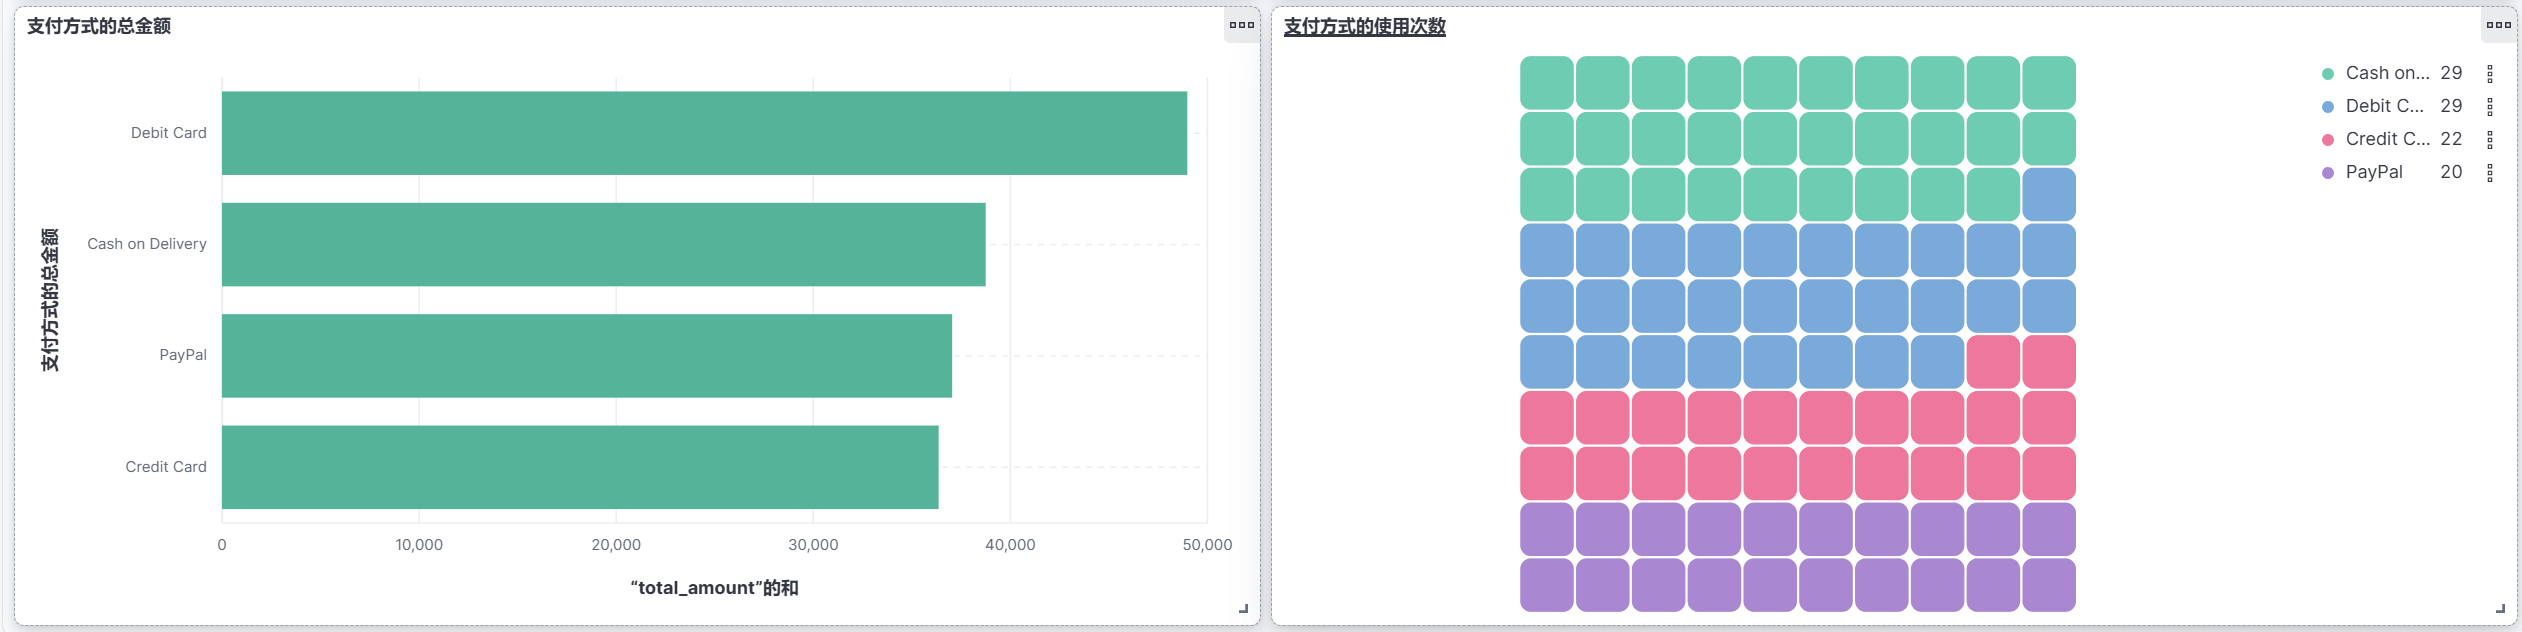 支付方式的总金额
支付方式的总金额
Debit Card
Cash on Delivery
PayPal
Credit Card
0
10,000
20,000
30,000
40,000
50,000
“total_amount”的和
支付方式的使用次数
Cash on... 29
Debit C... 29
Credit C... 22
PayPal 20